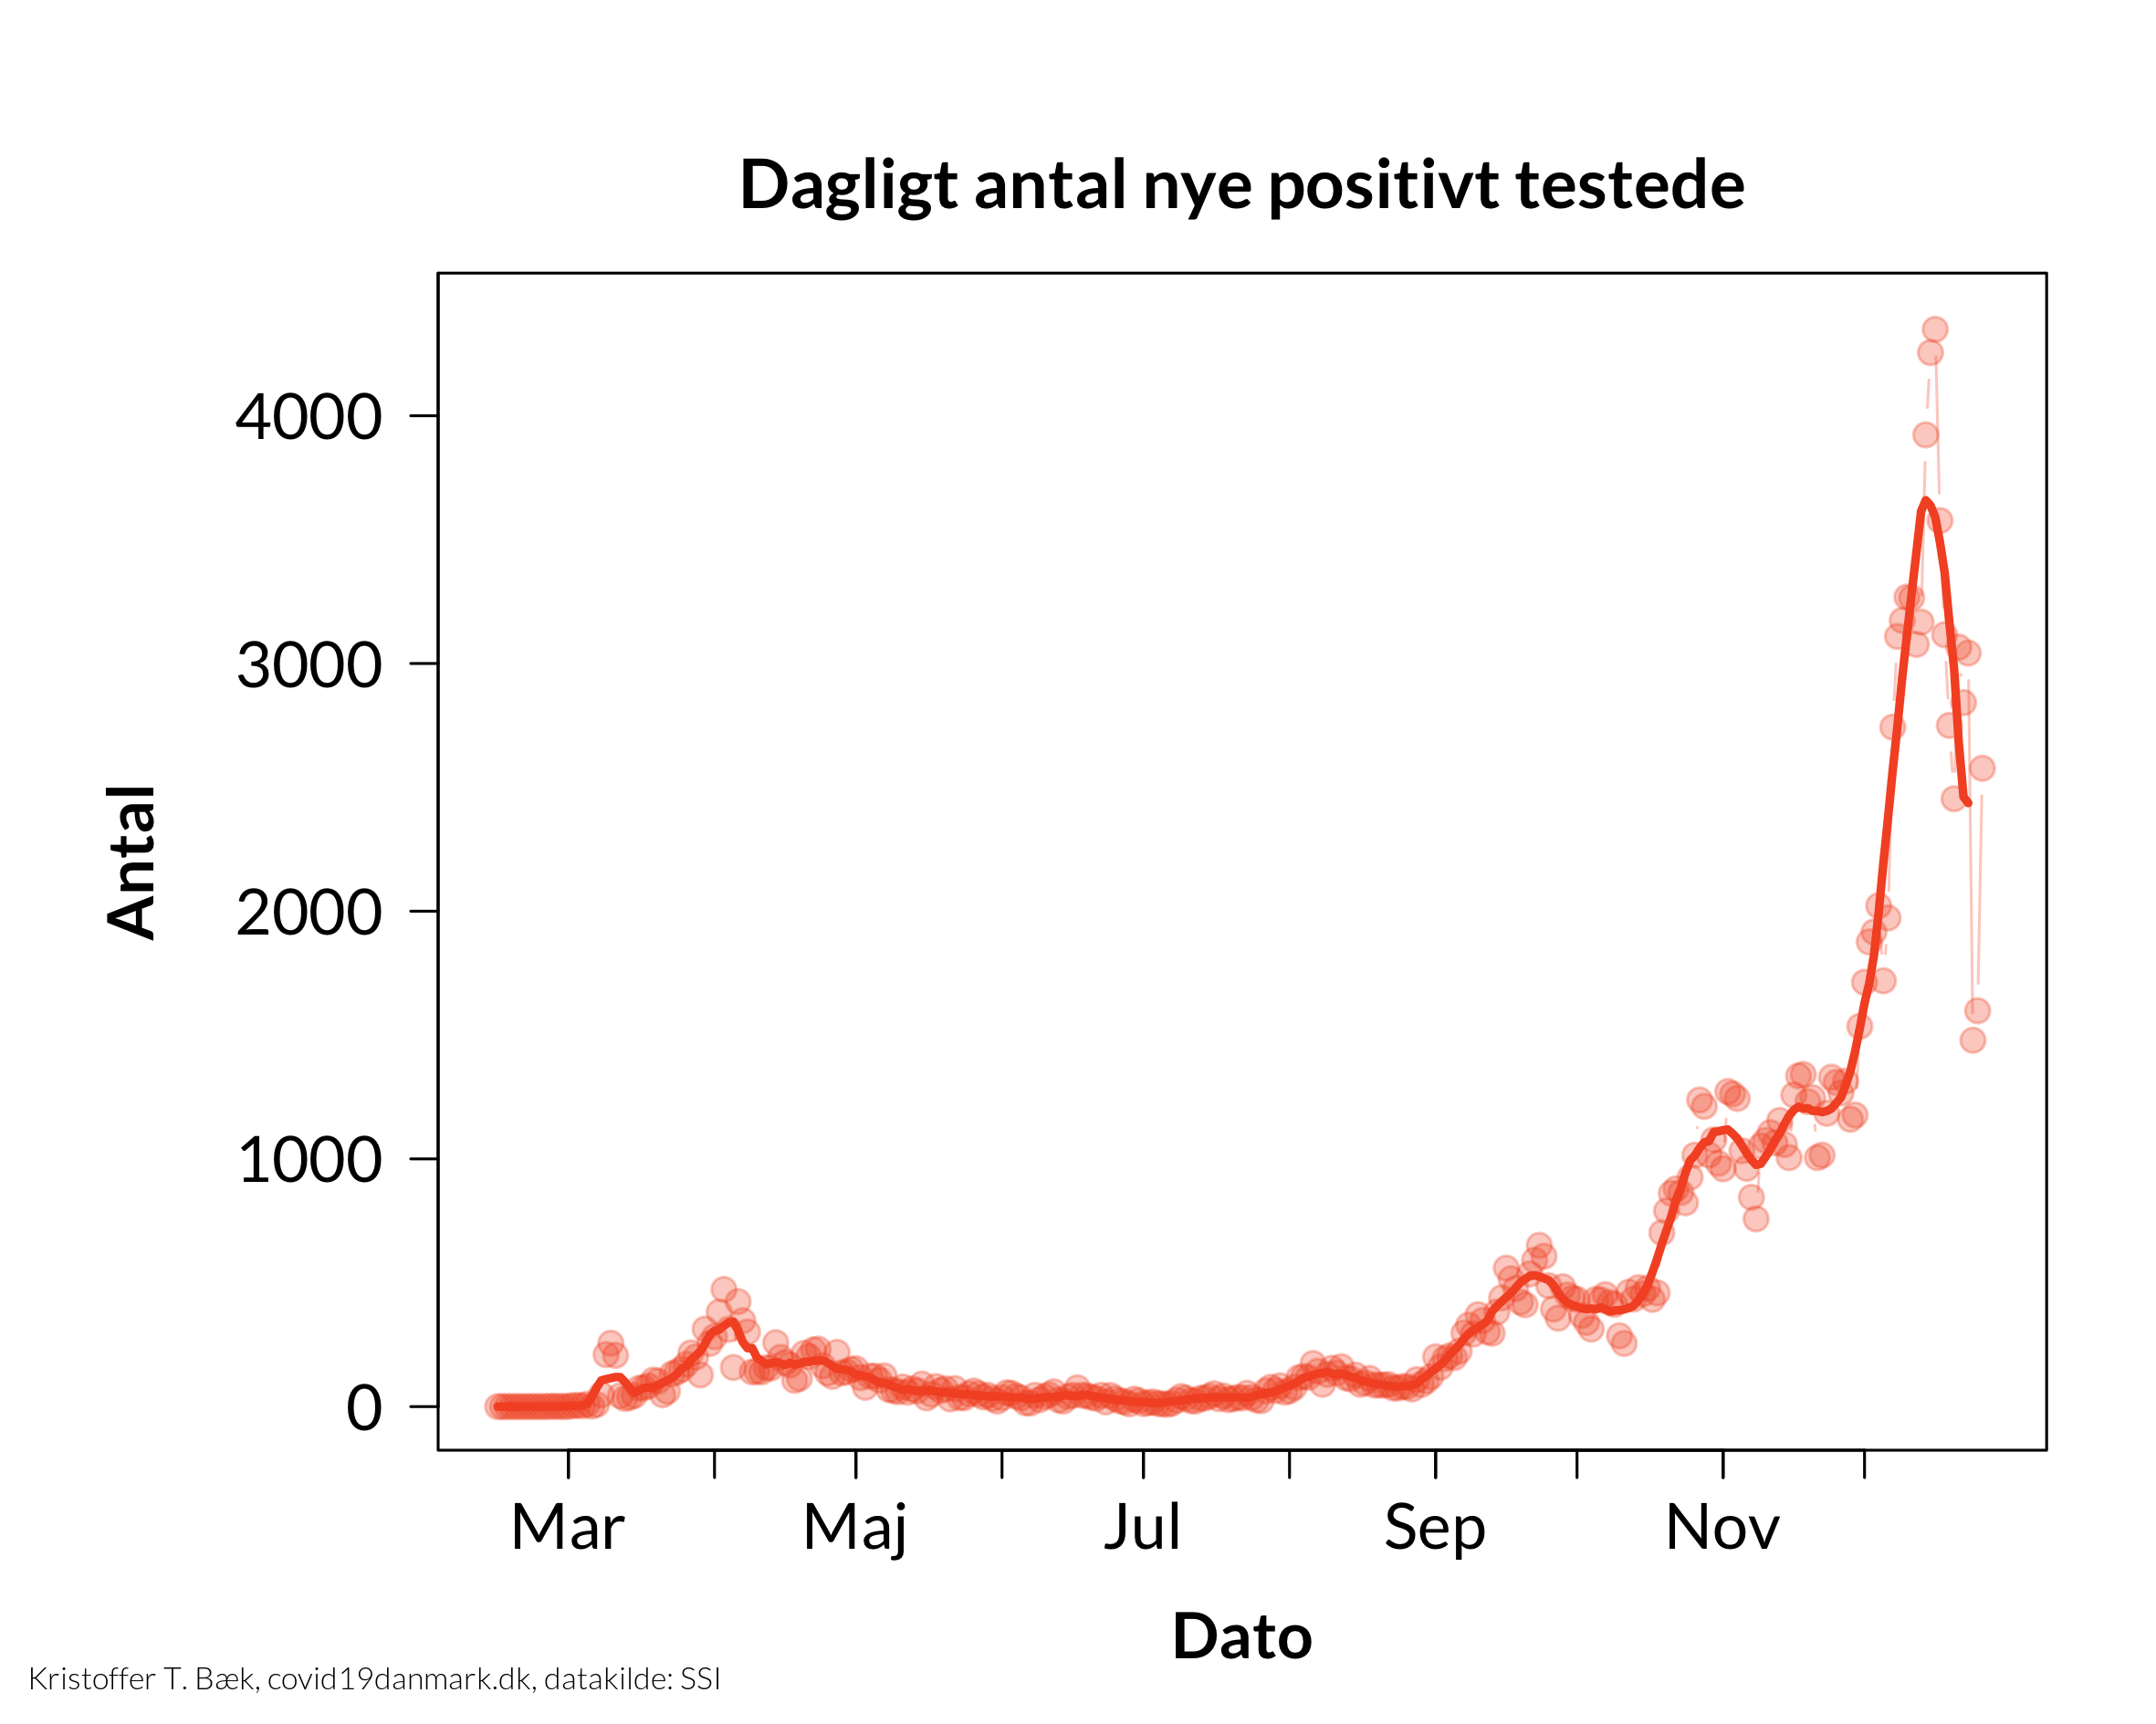 Dagligt antal nye positivt testede
Antal
4000
3000
2000
1000
0
Mar Maj Jul Sep Nov
Dato
Kristoffer T. Bæk, covid19danmark.dk, datakilde: SSI